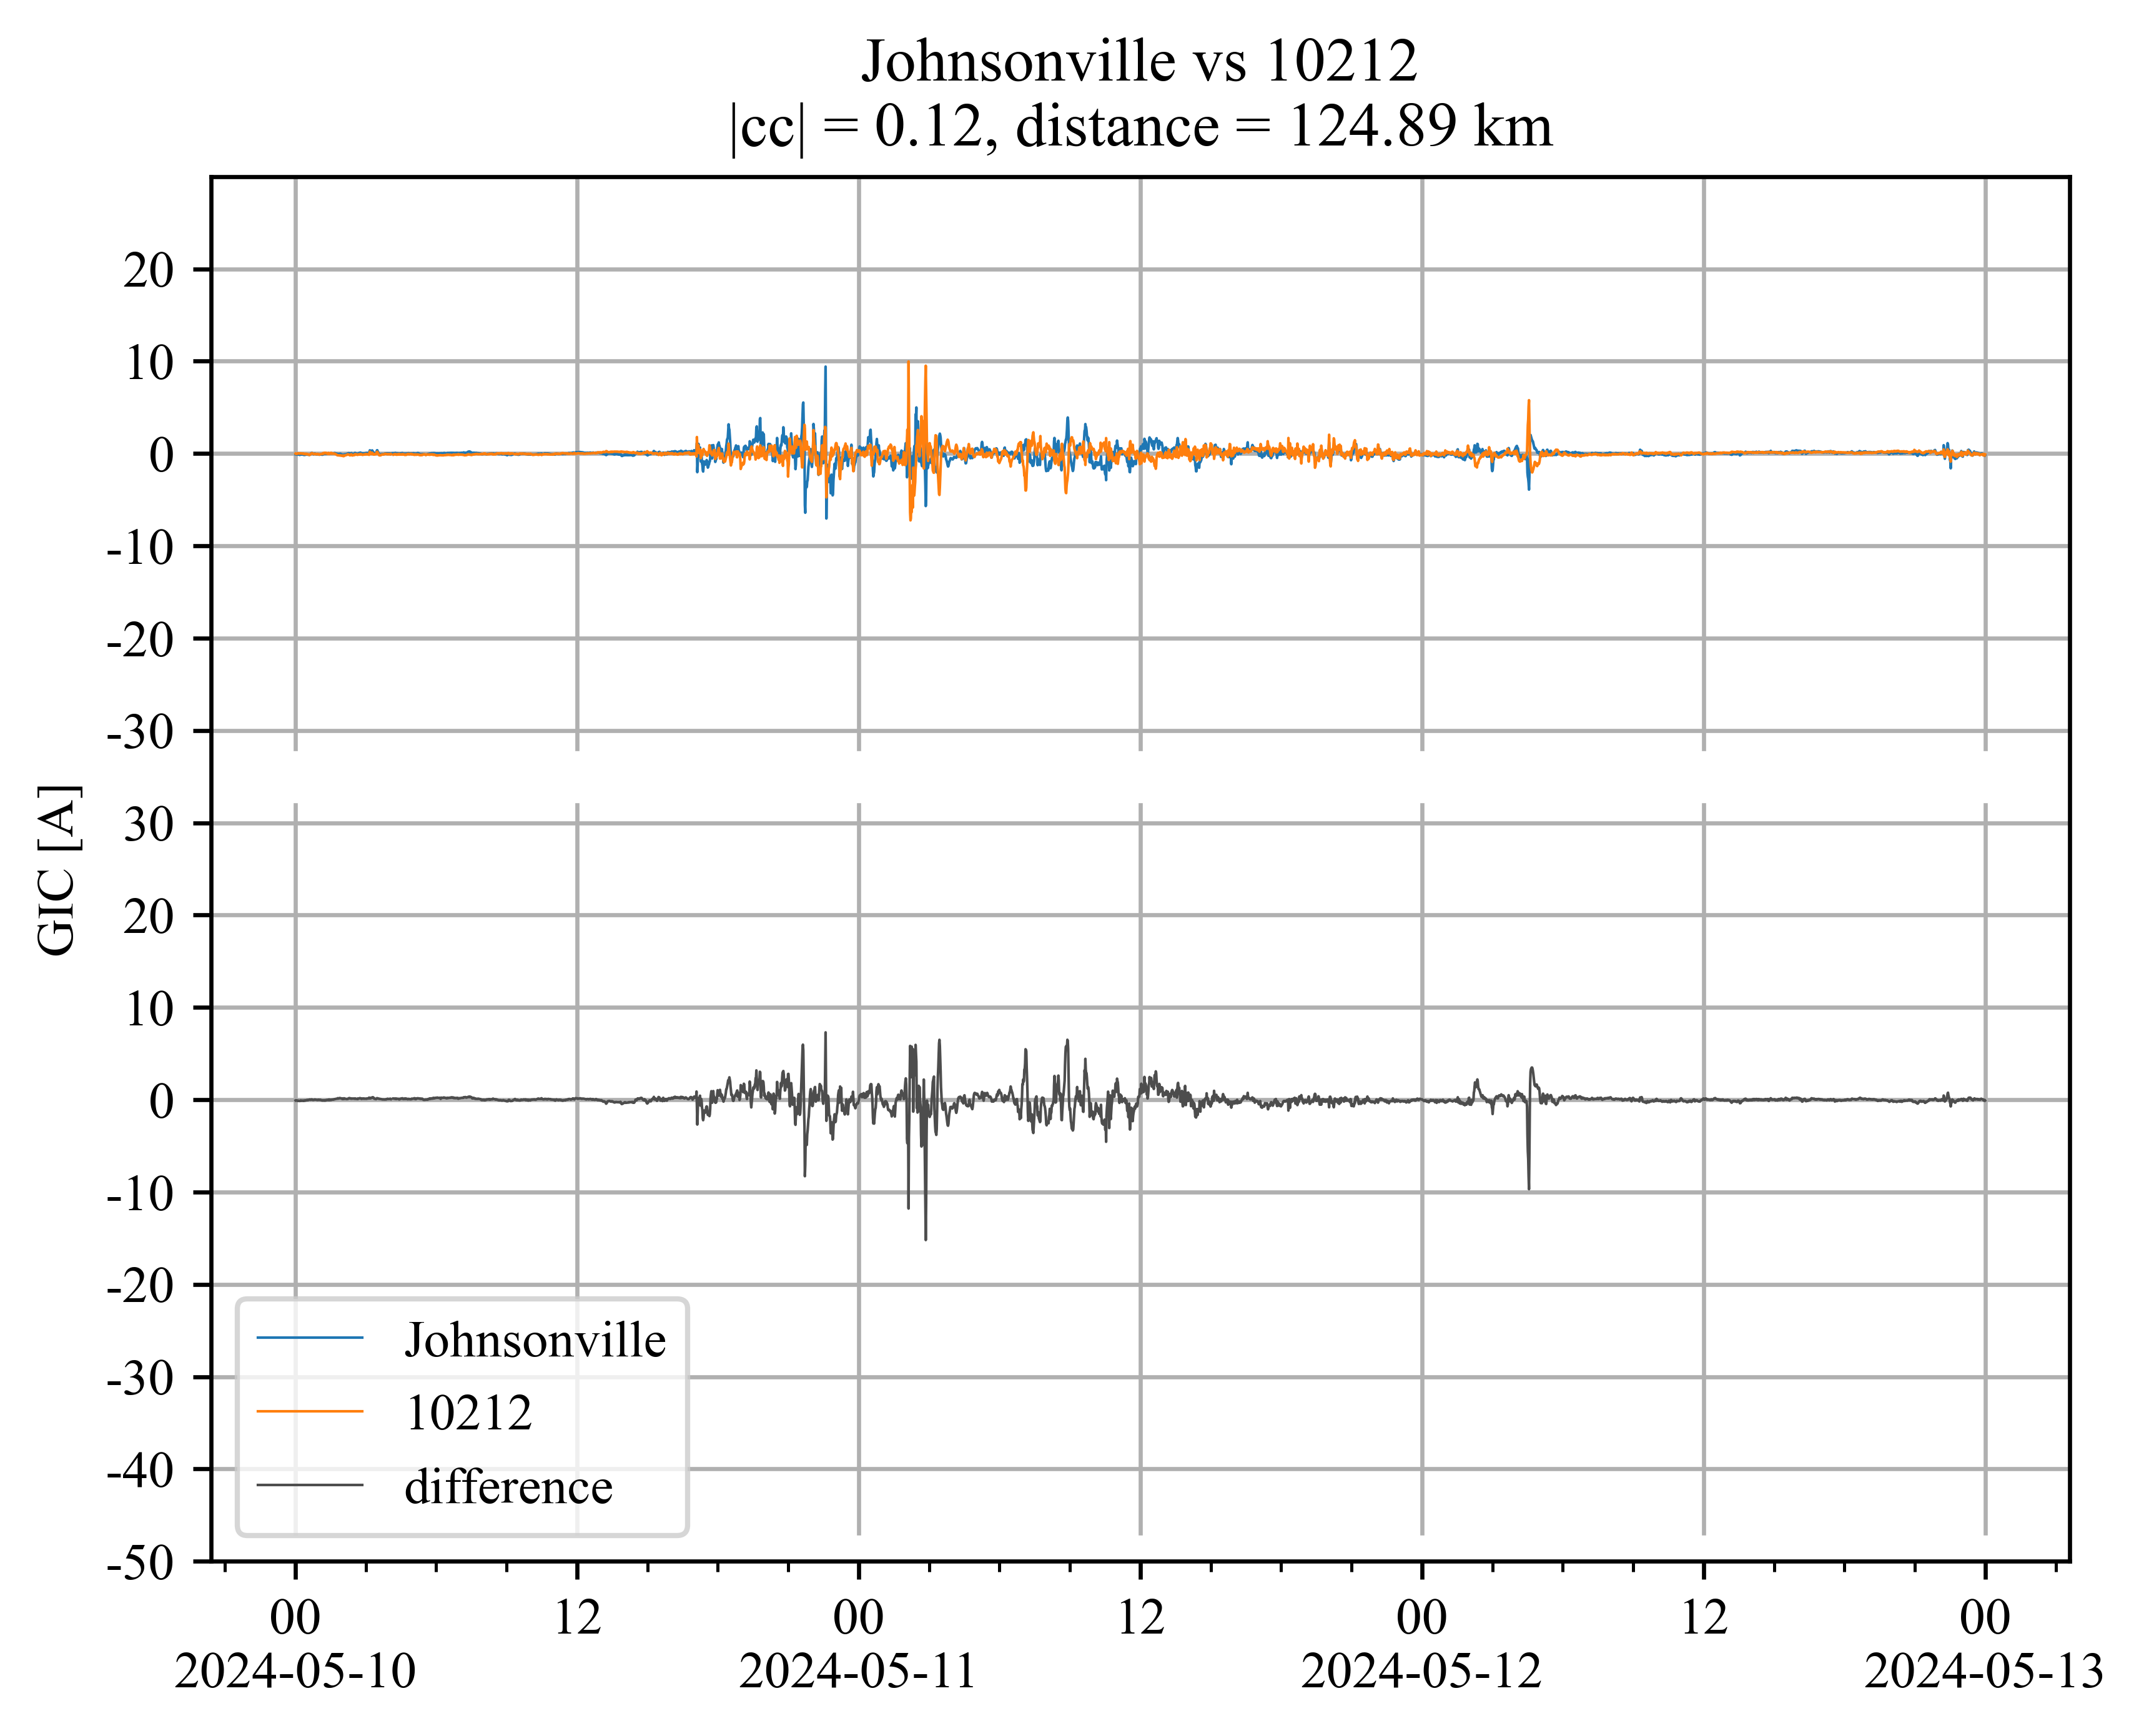 Johnsonville vs 10212
|cc| = 0.12, distance = 124.89 km
20
10
0
-10
-20
-30
30
20
10
0
-10
-20
-30
-40
-50
GIC [A]
Johnsonville
10212
difference
00 12 00 12 00 12 00
2024-05-10 2024-05-11 2024-05-12 2024-05-13